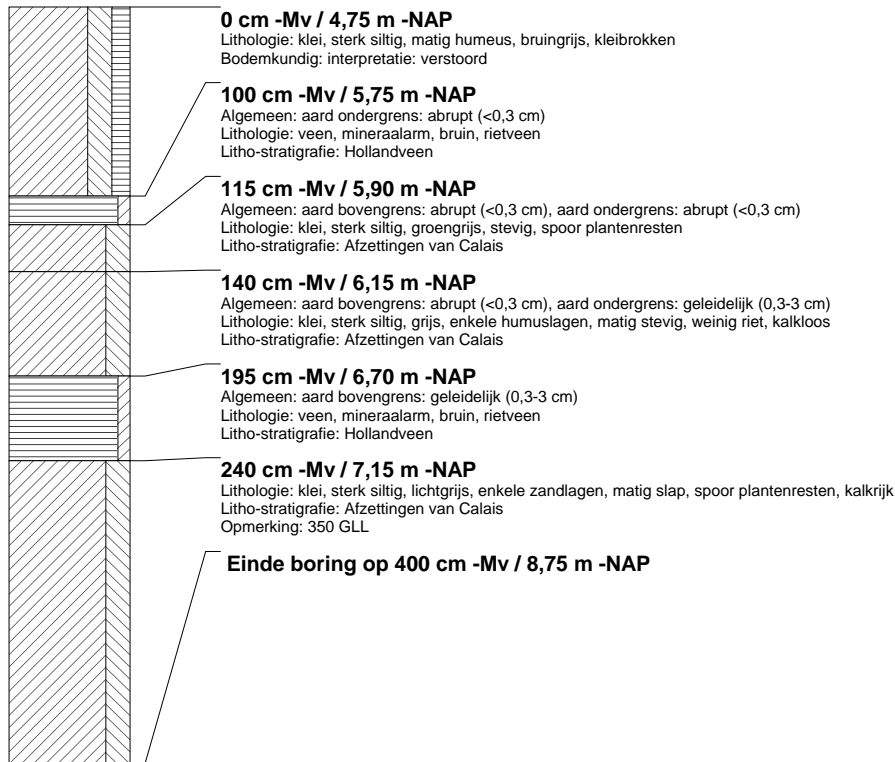 0 cm -Mv / 4,75 m -NAP
Lithologie: klei, sterk siltig, matig humeus, bruingrijs, kleibrokken
Bodemkundig: interpretatie: verstoord
100 cm -Mv / 5,75 m -NAP
Algemeen: aard ondergrens: abrupt (<0,3 cm)
Lithologie: veen, mineraalarm, bruin, rietveen
Litho-stratigrafie: Hollandveen
115 cm -Mv / 5,90 m -NAP
Algemeen: aard bovengrens: abrupt (<0,3 cm), aard ondergrens: abrupt (<0,3 cm)
Lithologie: klei, sterk siltig, groengrijs, stevig, spoor plantenresten
Litho-stratigrafie: Afzettingen van Calais
140 cm -Mv / 6,15 m -NAP
Algemeen: aard bovengrens: abrupt (<0,3 cm), aard ondergrens: geleidelijk (0,3-3 cm)
Lithologie: klei, sterk siltig, grijs, enkele humuslagen, matig stevig, weinig riet, kalkloos
Litho-stratigrafie: Afzettingen van Calais
195 cm -Mv / 6,70 m -NAP
Algemeen: aard bovengrens: geleidelijk (0,3-3 cm)
Lithologie: veen, mineraalarm, bruin, rietveen
Litho-stratigrafie: Hollandveen
240 cm -Mv / 7,15 m -NAP
Lithologie: klei, sterk siltig, lichtgrijs, enkele zandlagen, matig slap, spoor plantenresten, kalkrijk
Litho-stratigrafie: Afzettingen van Calais
Opmerking: 350 GLL
Einde boring op 400 cm -Mv / 8,75 m -NAP